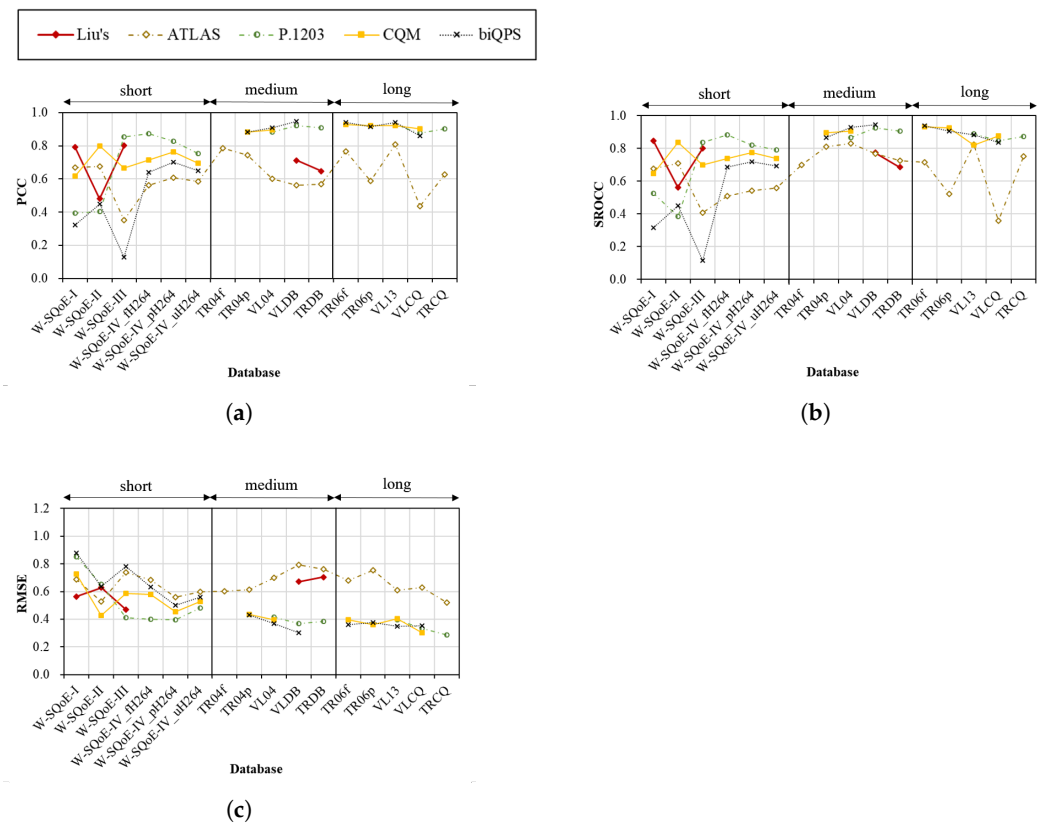 Liu's ATLAS P.1203 CQM biQPS
short medium long
1.0
0.8
0.6
0.4
0.2
0.0
PCC
W-SQoE-I
W-SQoE-II
W-SQoE-III
W-SQoE-IV_fH264
W-SQoE-IV_pH264
W-SQoE-IV_uH264
TR04f
TR04p
VL04
VLDB
TRDB
TR06f
TR06p
VL13
VLCQ
TRCQ
Database
(a)
short medium long
1.0
0.8
0.6
0.4
0.2
0.0
SROCC
W-SQoE-I
W-SQoE-II
W-SQoE-III
W-SQoE-IV_fH264
W-SQoE-IV_pH264
W-SQoE-IV_uH264
TR04f
TR04p
VL04
VLDB
TRDB
TR06f
TR06p
VL13
VLCQ
TRCQ
Database
(b)
short medium long
1.2
1.0
0.8
0.6
0.4
0.2
0.0
RMSE
W-SQoE-I
W-SQoE-II
W-SQoE-III
W-SQoE-IV_fH264
W-SQoE-IV_pH264
W-SQoE-IV_uH264
TR04f
TR04p
VL04
VLDB
TRDB
TR06f
TR06p
VL13
VLCQ
TRCQ
Database
(c)